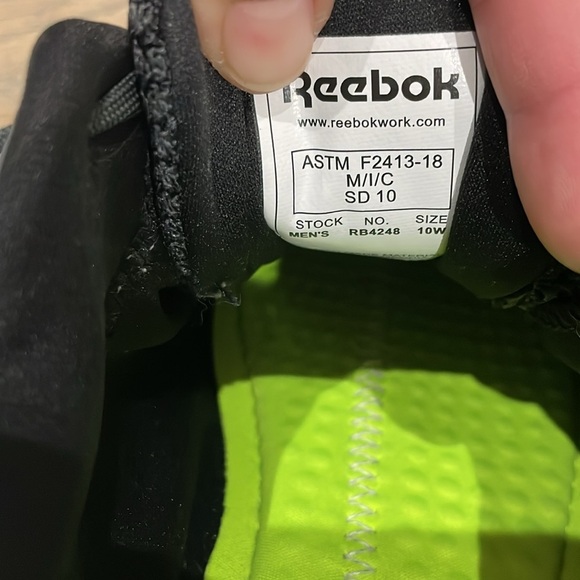 Reebok
www.reebokwork.com
ASTM F2413-18
M/I/C
SD 10
STOCK NO. SIZE
MEN'S RB4248 10W